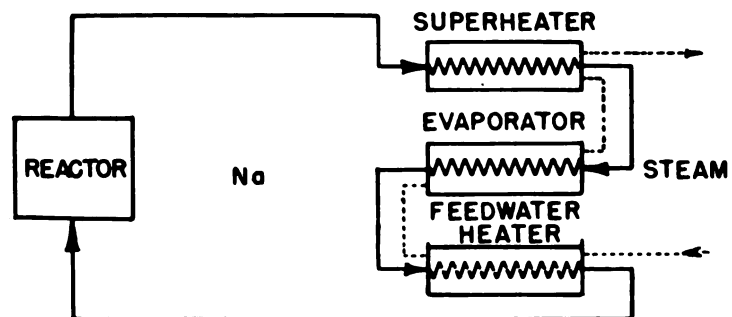 SUPERHEATER
EVAPORATOR
REACTOR
Na
STEAM
FEEDWATER
HEATER